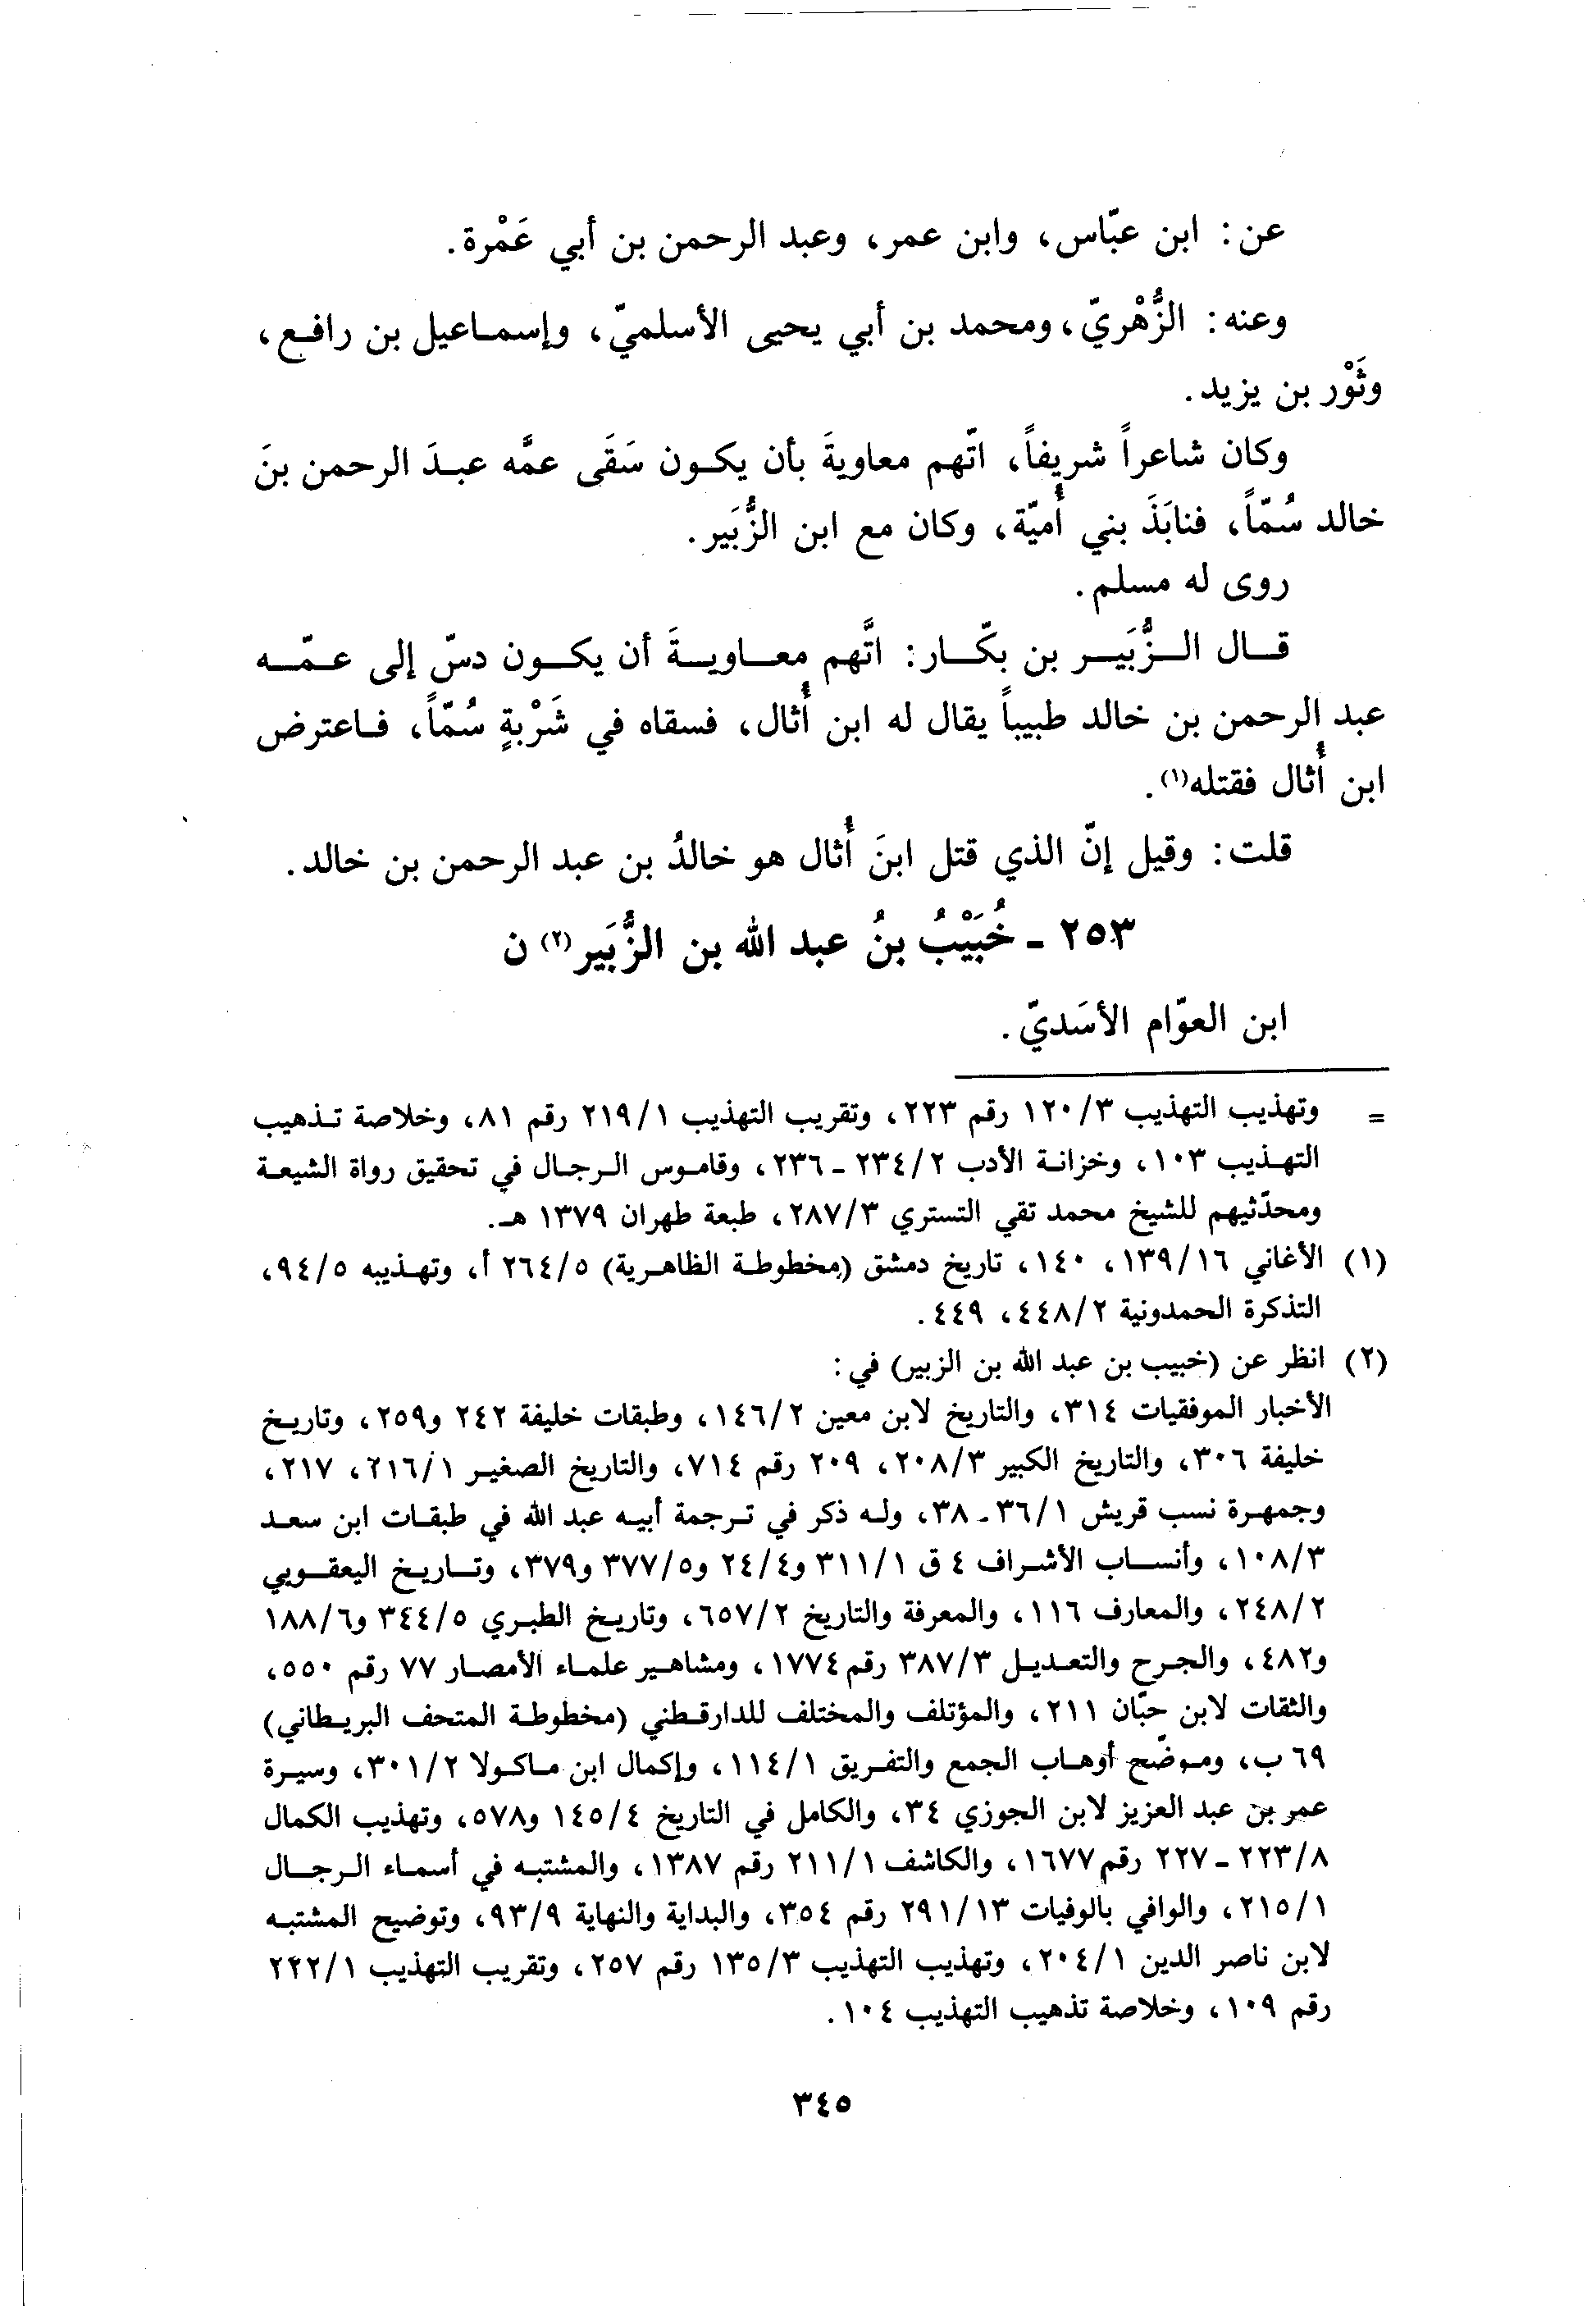 عن: ابن عبّاس، وابن عمر، وعبد الرحمن بن أبي عَمْرة.
وعنه: الزُّهْريّ، ومحمد بن أبي يحيى الأسلميّ، وإسماعيل بن رافع،
وثَوْر بن يزيد.
وكان شاعراً شريفاً، اتّهم معاويةَ بأن يكون سَقَى عمَّه عبدَ الرحمن بنَ
خالد سُمّاً، فنابَذَ بني أُميّة، وكان مع ابن الزُّبَير.
روى له مسلم.
قال الزُّبَير بن بكّار: اتَّهم معاويةَ أن يكون دسّ إلى عمّه
عبد الرحمن بن خالد طبيباً يقال له ابن أُثال، فسقاه في شَرْبةٍ سُمّاً، فاعترض
ابن أُثال فقتله(١).
قلت: وقيل إنّ الذي قتل ابنَ أُثال هو خالدُ بن عبد الرحمن بن خالد.
٢٥٣ - خُبَيْبُ بنُ عبد الله بن الزُّبَير(٢) ن
ابن العوّام الأسَديّ.
= وتهذيب التهذيب ١٢٠/٣ رقم ٢٢٣، وتقريب التهذيب ٢١٩/١ رقم ٨١، وخلاصة تذهيب
التهذيب ١٠٣، وخزانة الأدب ٢٣٤/٢ - ٢٣٦، وقاموس الرجال في تحقيق رواة الشيعة
ومحدّثيهم للشيخ محمد تقي التستري ٢٨٧/٣، طبعة طهران ١٣٧٩ هـ.
(١) الأغاني ١٣٩/١٦، ١٤٠، تاريخ دمشق (مخطوطة الظاهرية) ٢٦٤/٥ أ، وتهذيبه ٩٤/٥،
التذكرة الحمدونية ٤٤٨/٢، ٤٤٩.
(٢) انظر عن (خبيب بن عبد الله بن الزبير) في:
الأخبار الموفقيات ٣١٤، والتاريخ لابن معين ١٤٦/٢، وطبقات خليفة ٢٤٢ و٢٥٩، وتاريخ
خليفة ٣٠٦، والتاريخ الكبير ٢٠٨/٣، ٢٠٩ رقم ٧١٤، والتاريخ الصغير ٢١٦/١، ٢١٧،
وجمهرة نسب قريش ٣٦/١ - ٣٨، وله ذكر في ترجمة أبيه عبد الله في طبقات ابن سعد
١٠٨/٣، وأنساب الأشراف ٤ ق ٣١١/١ و٢٤/٤ و٣٧٧/٥ و٣٧٩، وتاريخ اليعقوبي
٢٤٨/٢، والمعارف ١١٦، والمعرفة والتاريخ ٦٥٧/٢، وتاريخ الطبري ٣٤٤/٥ و١٨٨/٦
و٤٨٢، والجرح والتعديل ٣٨٧/٣ رقم ١٧٧٤، ومشاهير علماء الأمصار ٧٧ رقم ٥٥٠،
والثقات لابن حبّان ٢١١، والمؤتلف والمختلف للدارقطني (مخطوطة المتحف البريطاني)
٦٩ ب، وموضّح أوهاب الجمع والتفريق ١١٤/١، وإكمال ابن ماكولا ٣٠١/٢، وسيرة
عمر بن عبد العزيز لابن الجوزي ٣٤، والكامل في التاريخ ١٤٥/٤ و٥٧٨، وتهذيب الكمال
٢٢٣/٨ - ٢٢٧ رقم ١٦٧٧، والكاشف ٢١١/١ رقم ١٣٨٧، والمشتبه في أسماء الرجال
٢١٥/١، والوافي بالوفيات ٢٩١/١٣ رقم ٣٥٤، والبداية والنهاية ٩٣/٩، وتوضيح المشتبه
لابن ناصر الدين ٢٠٤/١، وتهذيب التهذيب ١٣٥/٣ رقم ٢٥٧، وتقريب التهذيب ٢٢٢/١
رقم ١٠٩، وخلاصة تذهيب التهذيب ١٠٤.
٣٤٥